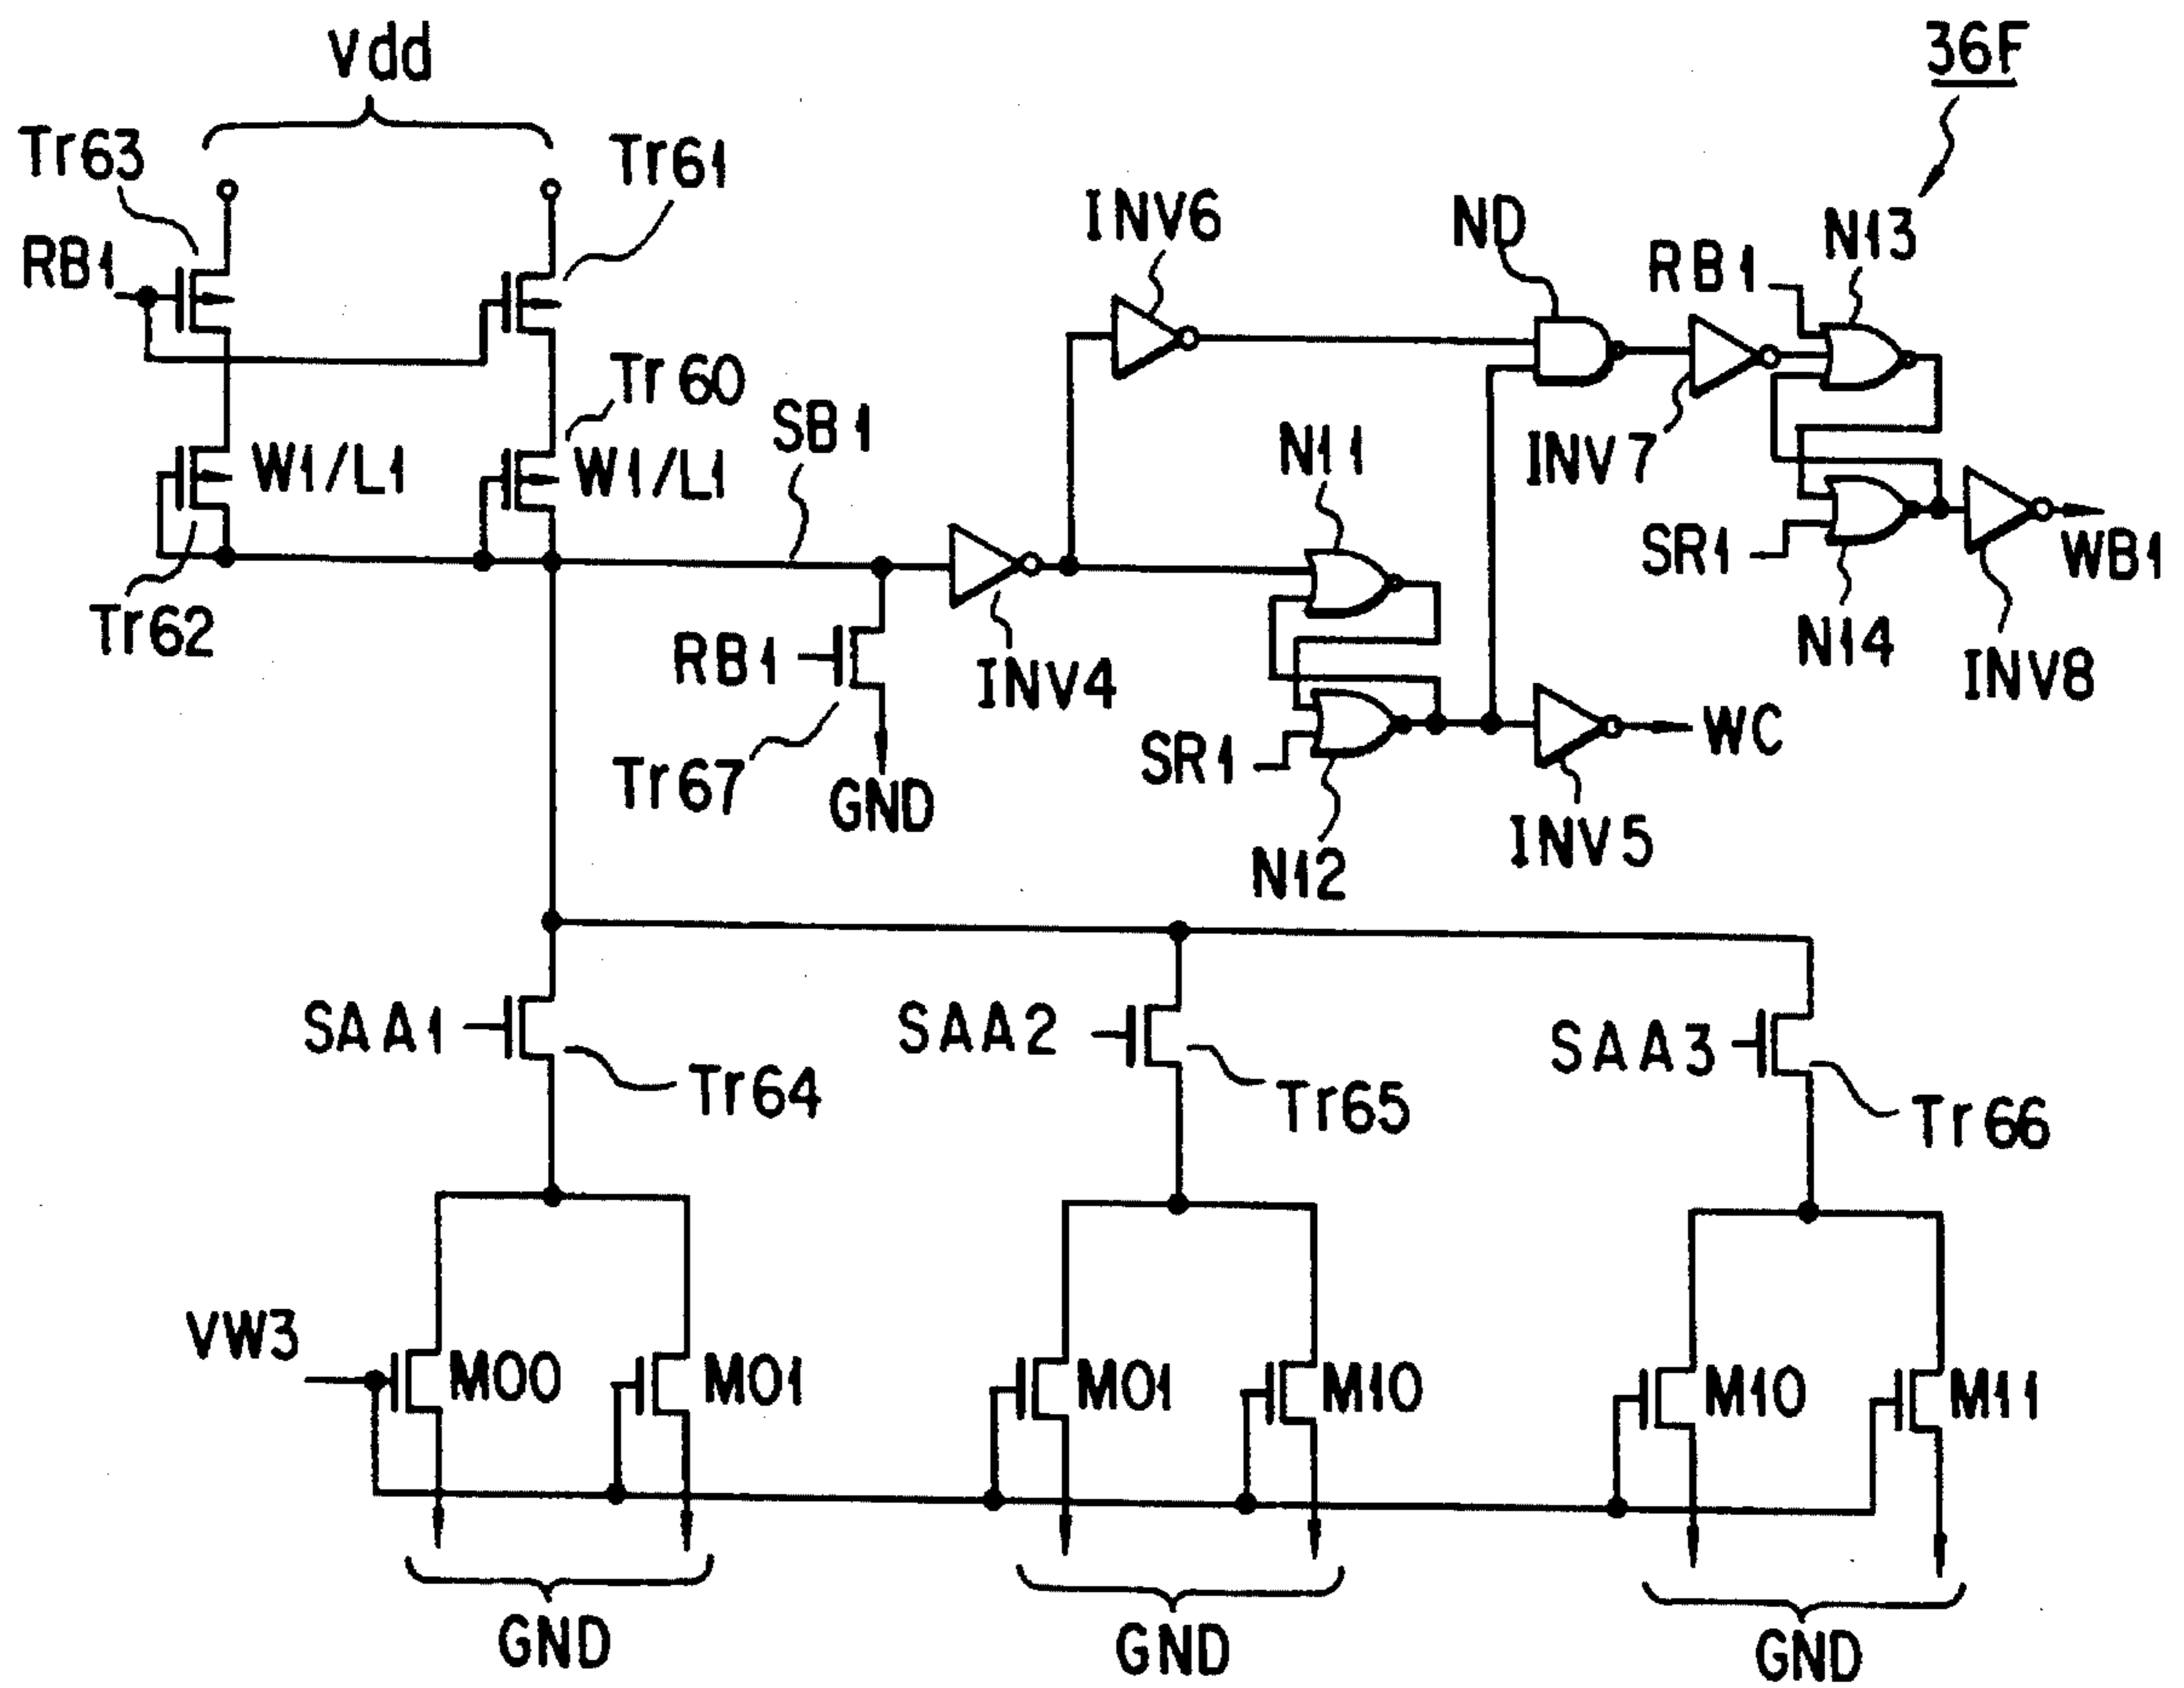 Vdd
36F
Tr63
Tr61
RB1
INV6
ND
RB1
N13
Tr60
W1/L1
W1/L1
SB1
N11
INV7
SR1
WB1
Tr62
RB1
INV4
N14
INV8
SR1
WC
Tr67
GND
N12
INV5
SAA1
SAA2
SAA3
Tr64
Tr65
Tr66
VW3
M00
M01
M01
M10
M10
M11
GND
GND
GND